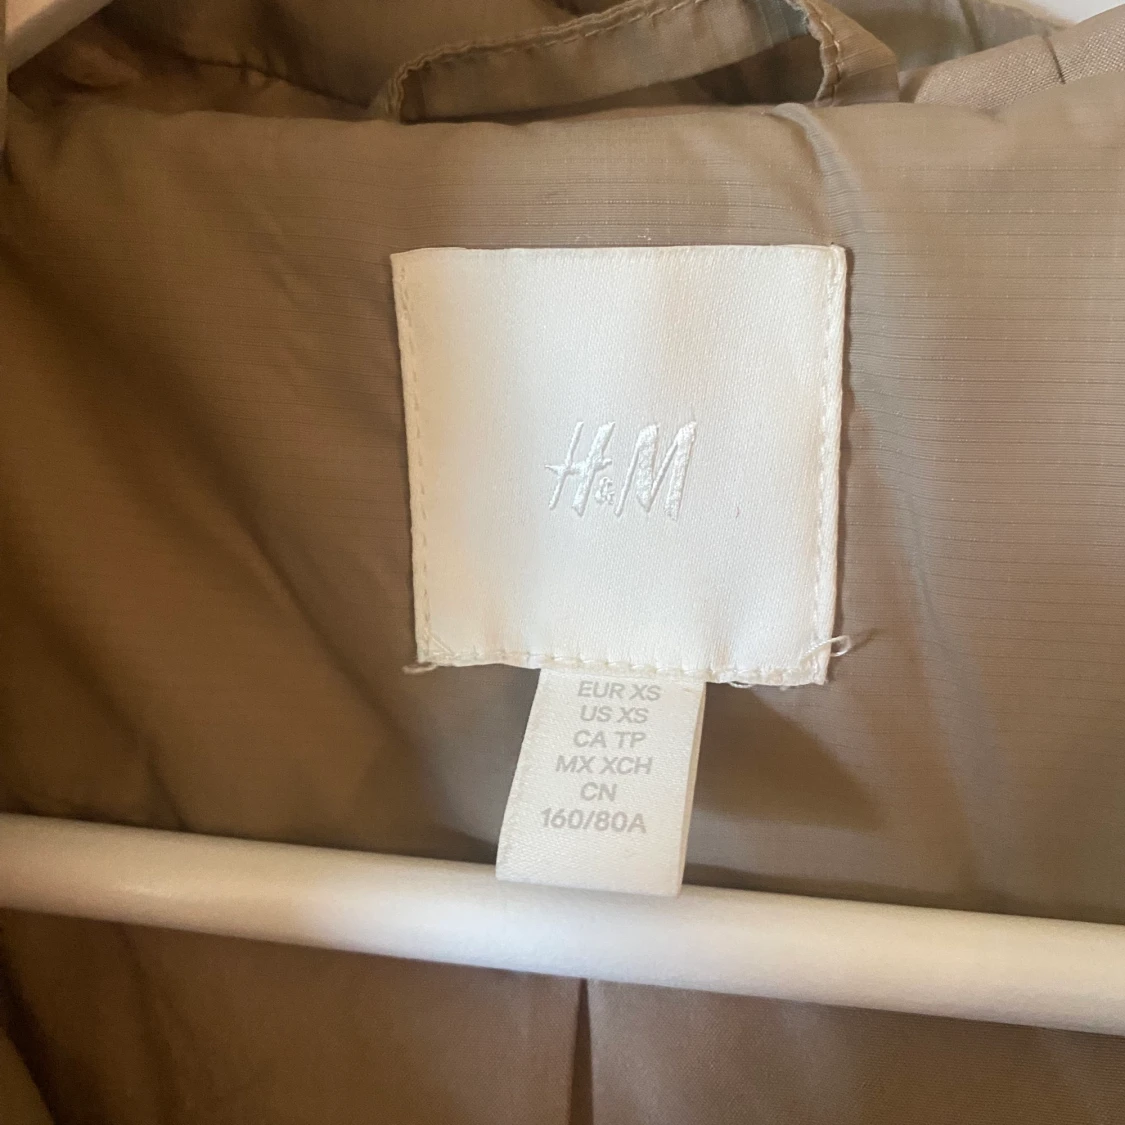 H&M
EUR XS
US XS
CA TP
MX XCH
CN
160/80A